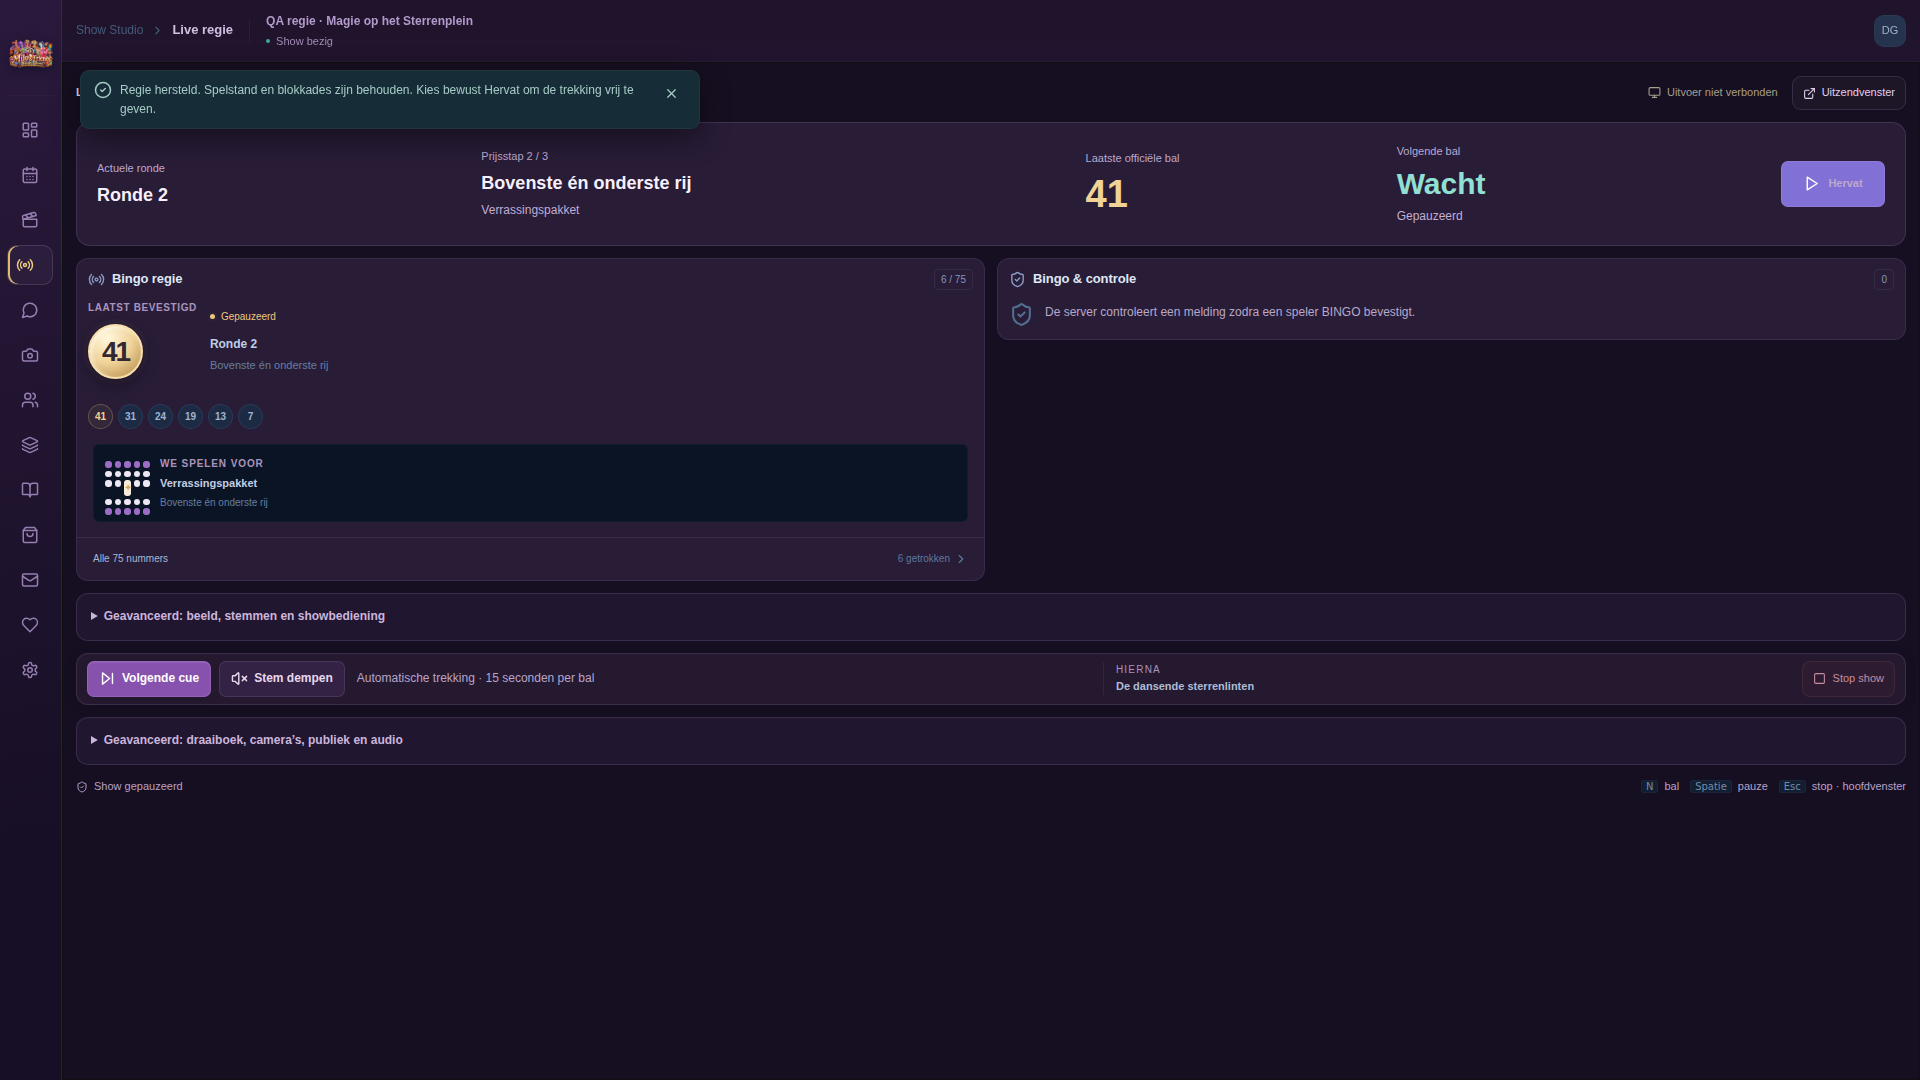 Show Studio
Live regie
QA regie · Magie op het Sterrenplein
Show bezig
DG
Regie hersteld. Spelstand en blokkades zijn behouden. Kies bewust Hervat om de trekking vrij te
geven.
Uitvoer niet verbonden
Uitzendvenster
Actuele ronde
Ronde 2
Prijsstap 2 / 3
Bovenste én onderste rij
Verrassingspakket
Laatste officiële bal
41
Volgende bal
Wacht
Gepauzeerd
Hervat
Bingo regie
6 / 75
LAATST BEVESTIGD
41
Gepauzeerd
Ronde 2
Bovenste én onderste rij
41 31 24 19 13 7
WE SPELEN VOOR
Verrassingspakket
Bovenste én onderste rij
Alle 75 nummers
6 getrokken
Bingo & controle
0
De server controleert een melding zodra een speler BINGO bevestigt.
Geavanceerd: beeld, stemmen en showbediening
Volgende cue
Stem dempen
Automatische trekking · 15 seconden per bal
HIERNA
De dansende sterrenlinten
Stop show
Geavanceerd: draaiboek, camera's, publiek en audio
Show gepauzeerd
N bal Spatie pauze Esc stop · hoofdvenster